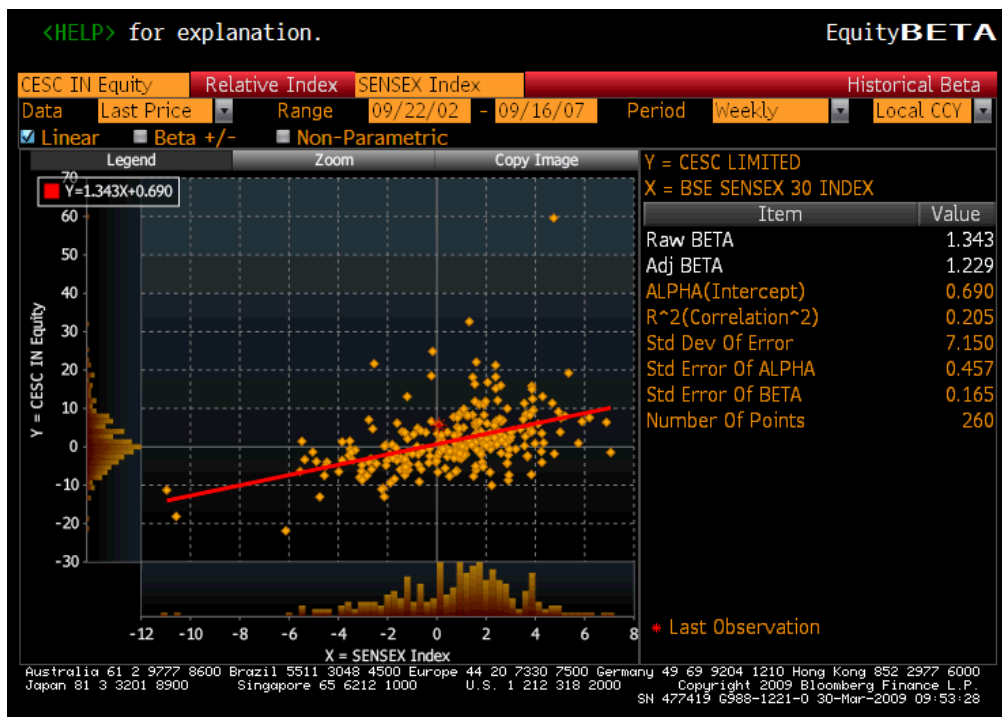 <HELP> for explanation.
EquityBETA
CESC IN Equity Relative Index SENSEX Index Historical Beta
Data Last Price Range 09/22/02 - 09/16/07 Period Weekly Local CCY
Linear Beta +/- Non-Parametric
Legend Zoom Copy Image
Y = CESC LIMITED
X = BSE SENSEX 30 INDEX
Item Value
Raw BETA 1.343
Adj BETA 1.229
ALPHA(Intercept) 0.690
R^2(Correlation^2) 0.205
Std Dev Of Error 7.150
Std Error Of ALPHA 0.457
Std Error Of BETA 0.165
Number Of Points 260
* Last Observation
70
Y=1.343X+0.690
60
50
40
30
20
10
0
-10
-20
-30
Y = CESC IN Equity
-12 -10 -8 -6 -4 -2 0 2 4 6 8
X = SENSEX Index
Australia 61 2 9777 8600 Brazil 5511 3048 4500 Europe 44 20 7330 7500 Germany 49 69 9204 1210 Hong Kong 852 2977 6000
Japan 81 3 3201 8900 Singapore 65 6212 1000 U.S. 1 212 318 2000 Copyright 2009 Bloomberg Finance L.P.
SN 477419 G988-1221-0 30-Mar-2009 09:53:28